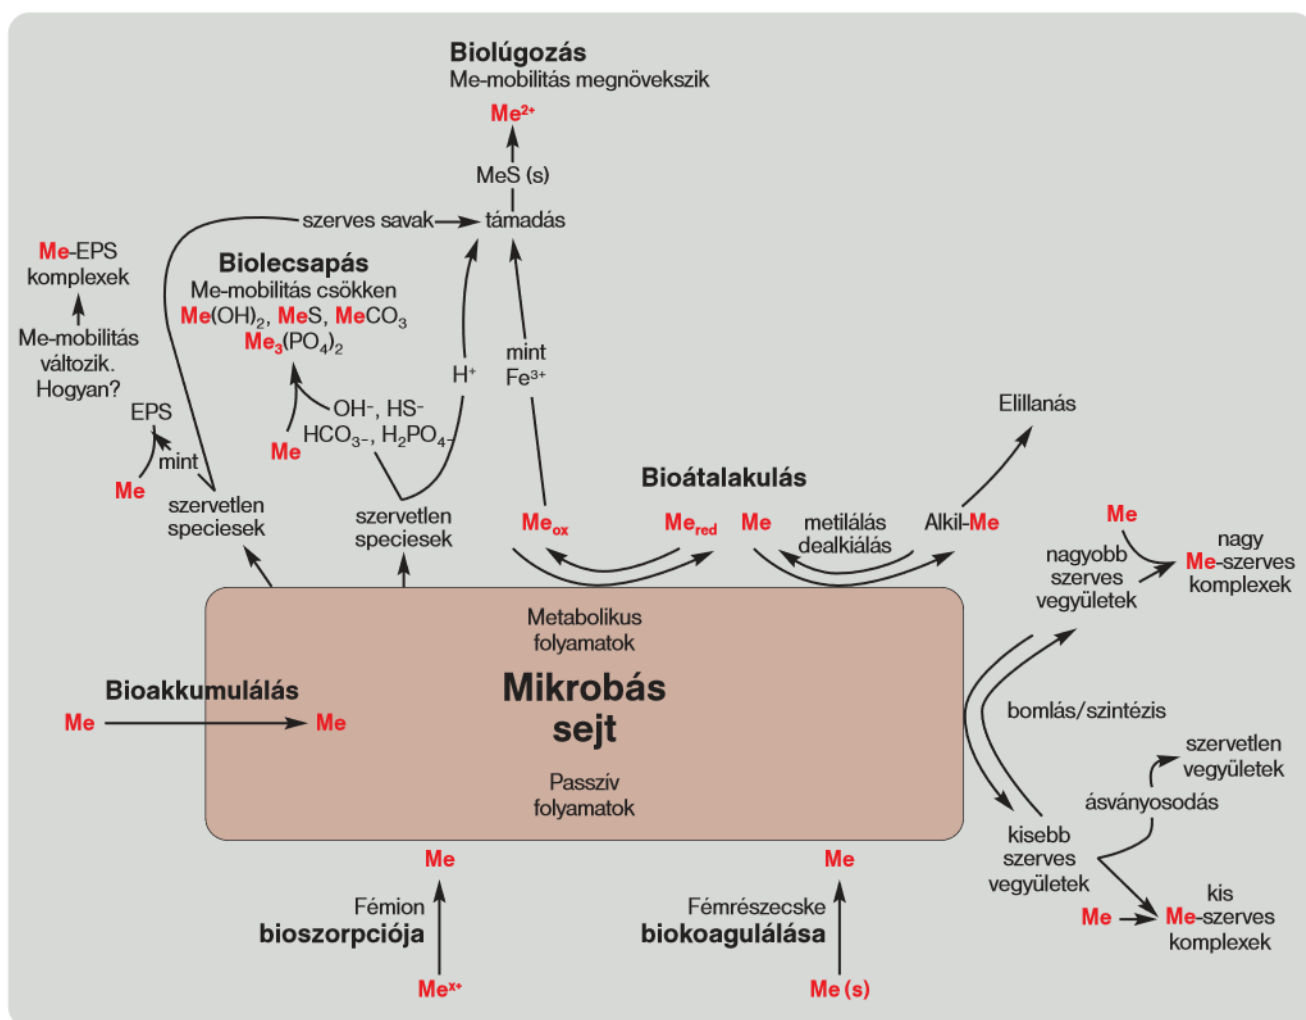 Biolúgozás
Me-mobilitás megnövekszik
Me²⁺
MeS (s)
szerves savak
támadás
Me-EPS
komplexek
Me-mobilitás
változik.
Hogyan?
EPS
mint
Me
szervetlen
speciesek
Biolecsapás
Me-mobilitás csökken
Me(OH)₂, MeS, MeCO₃
Me₃(PO₄)₂
OH-, HS-
HCO₃-, H₂PO₄-
Me
H⁺
szervetlen
speciesek
mint
Fe³⁺
Bioátalakulás
Meox
Mered
Me
metilálás
dealkiálás
Alkil-Me
Elillanás
Me
nagyobb
szerves
vegyületek
nagy
Me-szerves
komplexek
bomlás/szintézis
szervetlen
vegyületek
ásványosodás
kisebb
szerves
vegyületek
Me
kis
Me-szerves
komplexek
Metabolikus
folyamatok
Mikrobás
sejt
Passzív
folyamatok
Bioakkumulálás
Me
Me
Me
Fémion
bioszorpciója
Meˣ⁺
Me
Fémrészecske
biokoagulálása
Me (s)